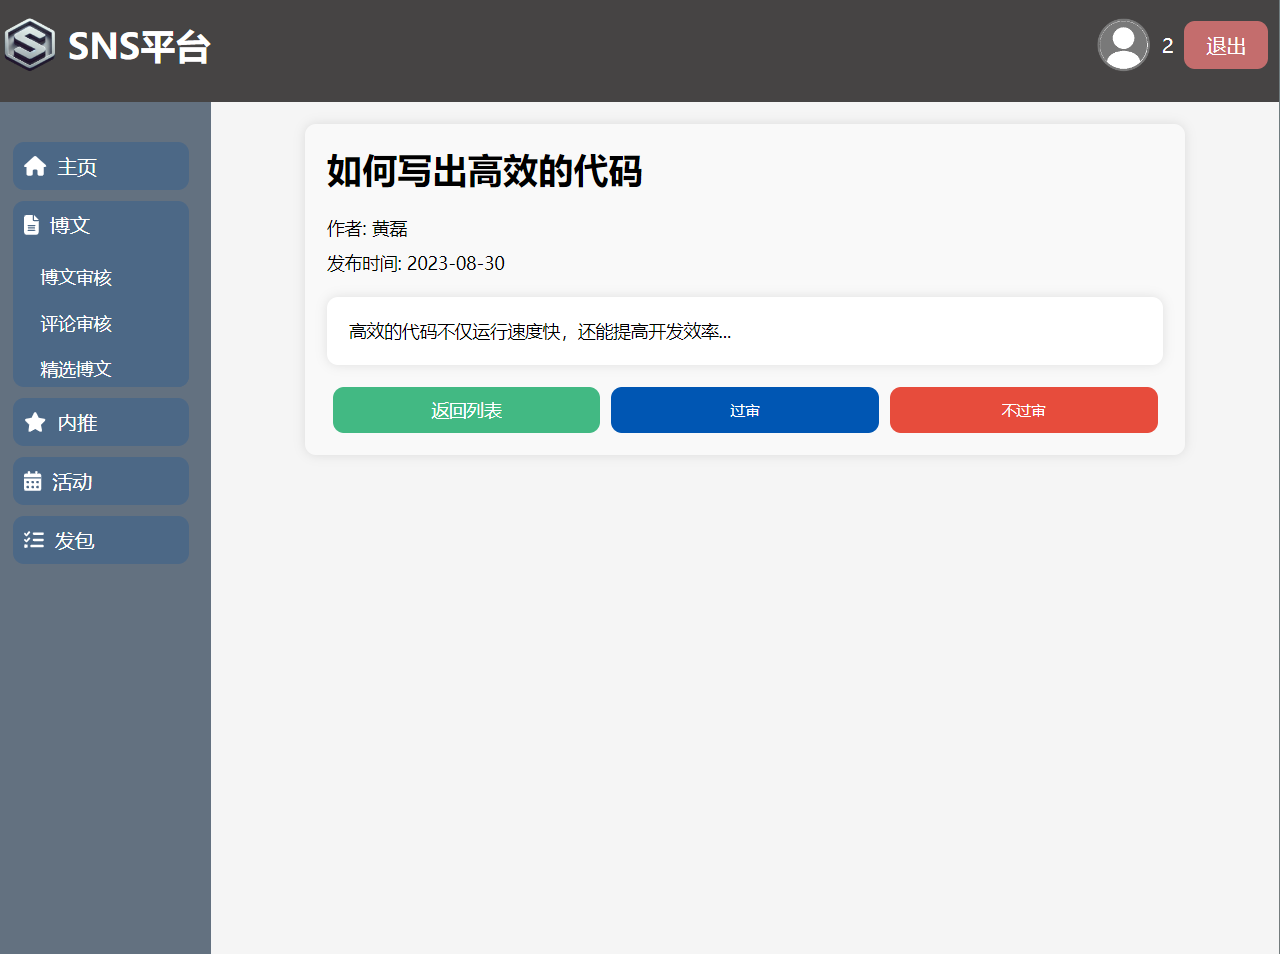 SNS平台
2
退出
主页
博文
博文审核
评论审核
精选博文
内推
活动
发包
如何写出高效的代码
作者: 黄磊
发布时间: 2023-08-30
高效的代码不仅运行速度快，还能提高开发效率...
返回列表
过审
不过审